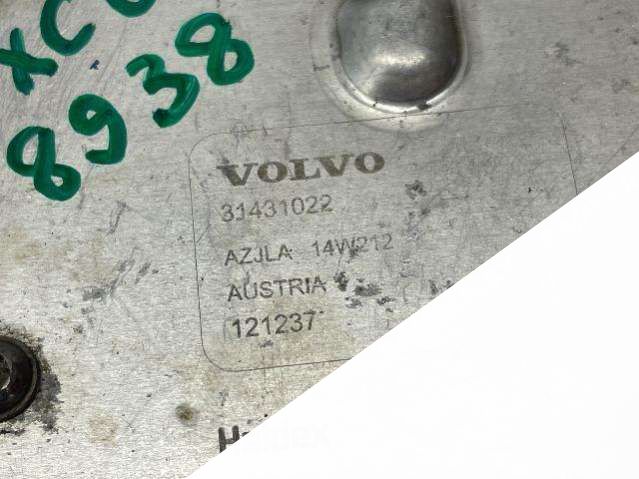 XC
8938
VOLVO
31431022
AZJLA 14W212
AUSTRIA
121237